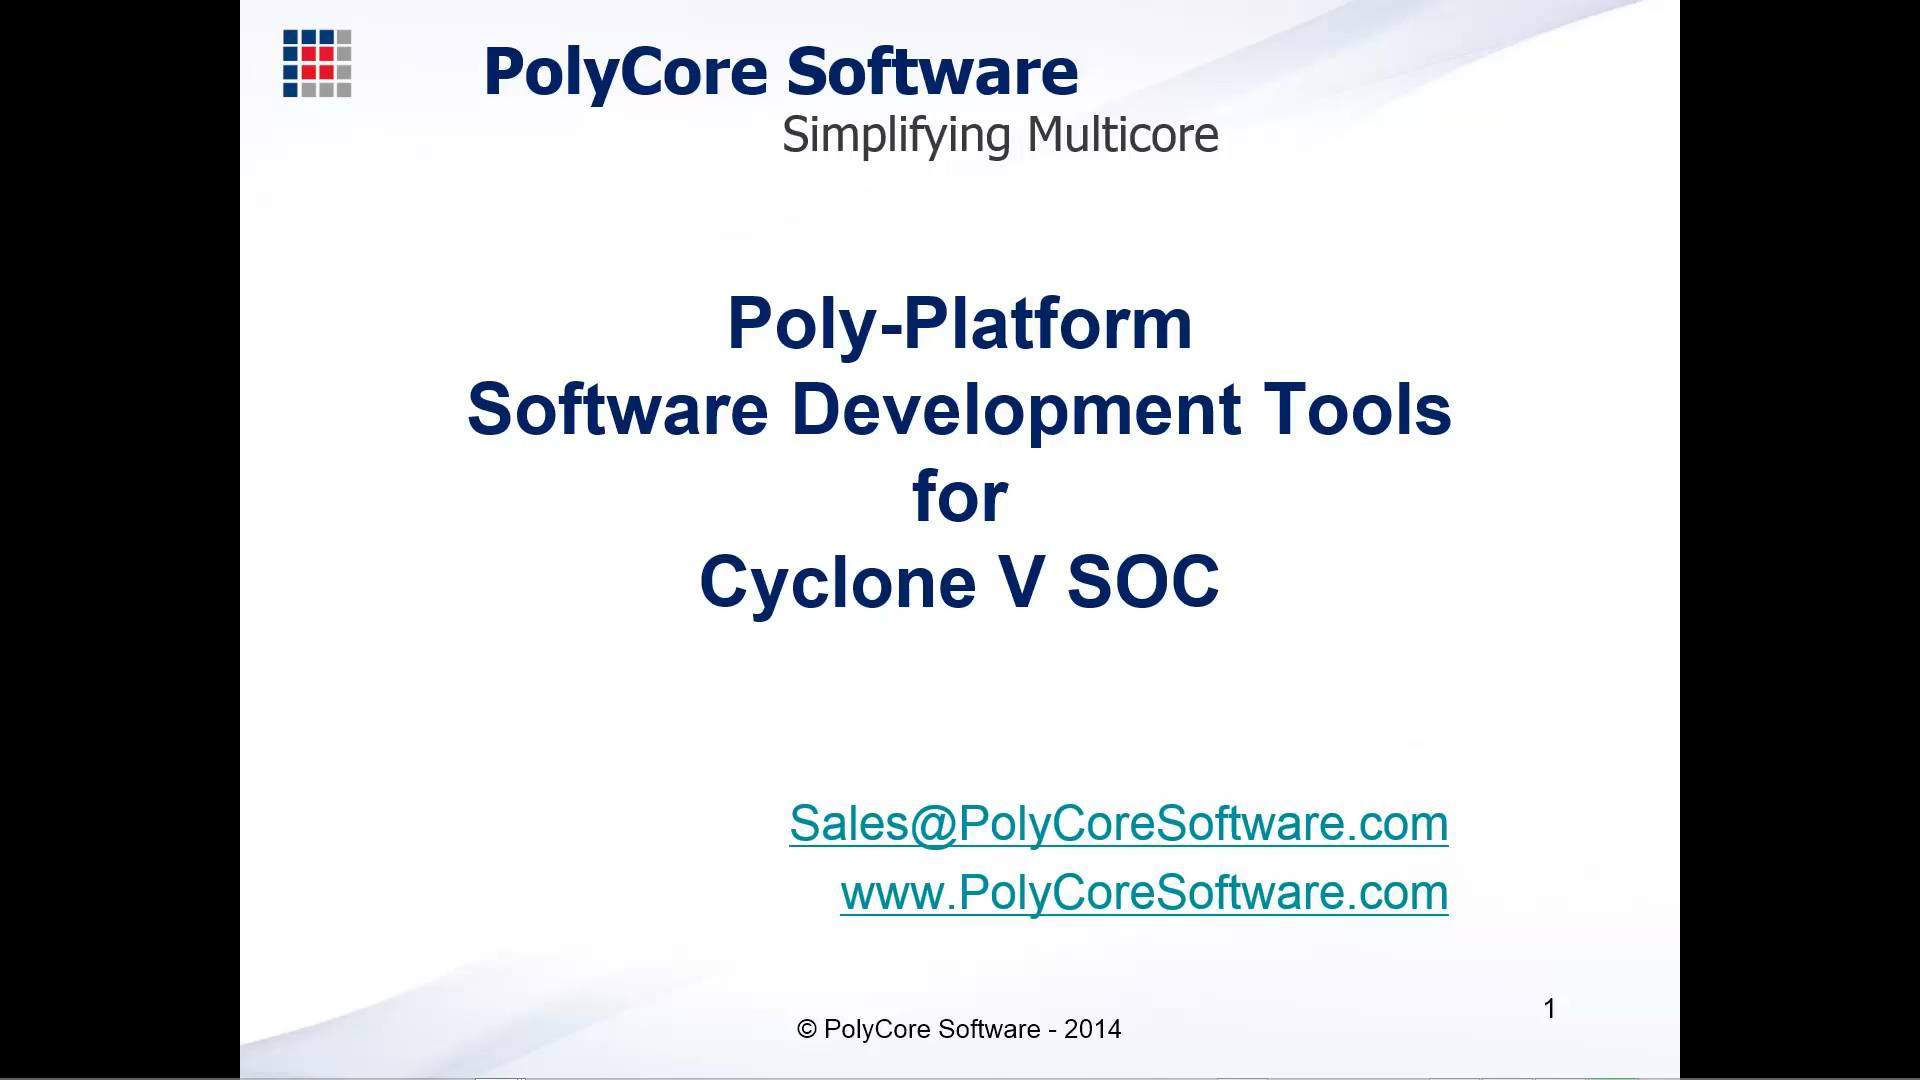 PolyCore Software
Simplifying Multicore
Poly-Platform
Software Development Tools
for
Cyclone V SOC
Sales@PolyCoreSoftware.com
www.PolyCoreSoftware.com
1
© PolyCore Software - 2014